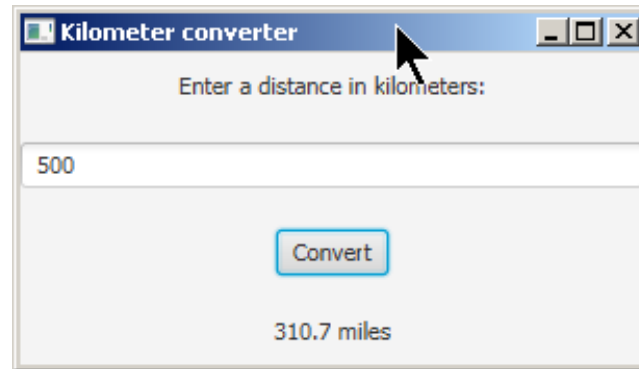 Kilometer converter
Enter a distance in kilometers:
500
Convert
310.7 miles